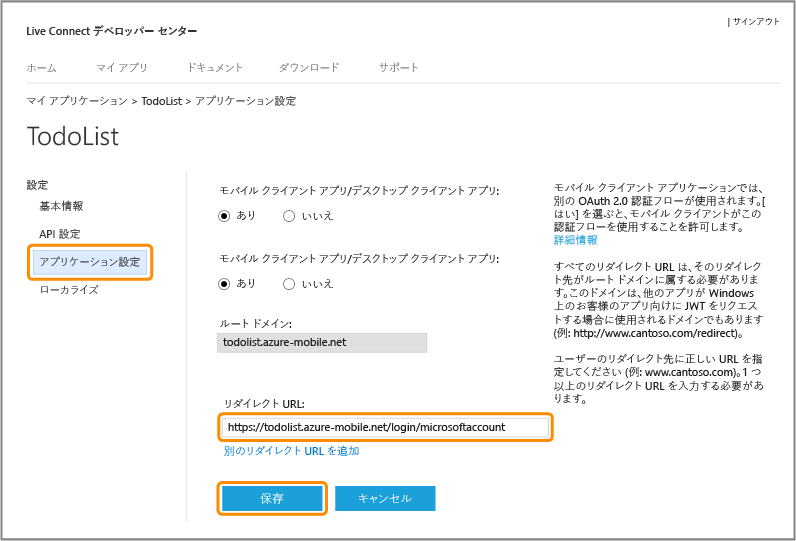 | サインアウト
Live Connect デベロッパー センター
ホーム マイ アプリ ドキュメント ダウンロード サポート
マイ アプリケーション > TodoList > アプリケーション設定
TodoList
設定
基本情報
API 設定
アプリケーション設定
ローカライズ
モバイル クライアント アプリ/デスクトップ クライアント アプリ:
あり いいえ
モバイル クライアント アプリ/デスクトップ クライアント アプリ:
あり いいえ
ルート ドメイン:
todolist.azure-mobile.net
リダイレクト URL:
https://todolist.azure-mobile.net/login/microsoftaccount
別のリダイレクト URL を追加
保存 キャンセル
モバイル クライアント アプリケーションでは、
別の OAuth 2.0 認証フローが使用されます。[
はい] を選ぶと、モバイル クライアントがこの
認証フローを使用することを許可します。
詳細情報
すべてのリダイレクト URL は、そのリダイレク
ト先がルート ドメインに属する必要がありま
す。このドメインは、他のアプリが Windows
上のお客様のアプリ向けに JWT をリクエス
トする場合に使用されるドメインでもあります
(例: http://www.cantoso.com/redirect)。
ユーザーのリダイレクト先に正しい URL を指
定してください (例: www.cantoso.com)。1 つ
以上のリダイレクト URL を入力する必要があ
ります。